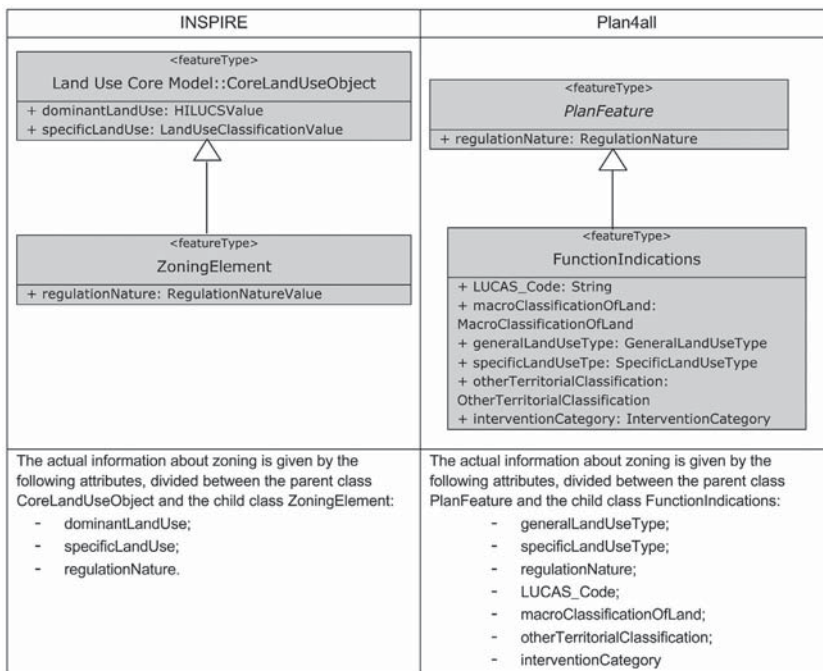 INSPIRE
Plan4all
<featureType>
Land Use Core Model::CoreLandUseObject
+ dominantLandUse: HILUCSValue
+ specificLandUse: LandUseClassificationValue
<featureType>
ZoningElement
+ regulationNature: RegulationNatureValue
<featureType>
PlanFeature
+ regulationNature: RegulationNature
<featureType>
FunctionIndications
+ LUCAS_Code: String
+ macroClassificationOfLand:
MacroClassificationOfLand
+ generalLandUseType: GeneralLandUseType
+ specificLandUseTpe: SpecificLandUseType
+ otherTerritorialClassification:
OtherTerritorialClassification
+ interventionCategory: InterventionCategory
The actual information about zoning is given by the
following attributes, divided between the parent class
CoreLandUseObject and the child class ZoningElement:
- dominantLandUse;
- specificLandUse;
- regulationNature.
The actual information about zoning is given by the
following attributes, divided between the parent class
PlanFeature and the child class FunctionIndications:
- generalLandUseType;
- specificLandUseType;
- regulationNature;
- LUCAS_Code;
- macroClassificationOfLand;
- otherTerritorialClassification;
- interventionCategory